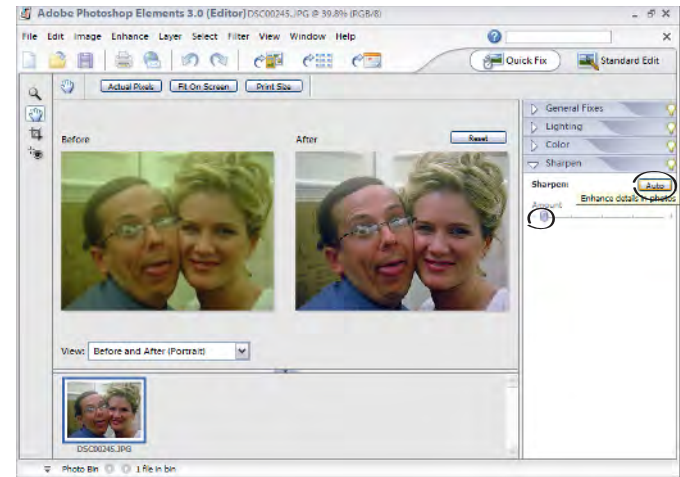 Adobe Photoshop Elements 3.0 (Editor) DSC00245.JPG @ 39.8% (RGB/8)
File Edit Image Enhance Layer Select Filter View Window Help
Quick Fix Standard Edit
Actual Pixels Fit On Screen Print Size
General Fixes
Lighting
Color
Sharpen
Before After Reset
Sharpen: Auto
Enhance details in photos
Amount
View: Before and After (Portrait)
DSC00245.JPG
Photo Bin 1 file in bin